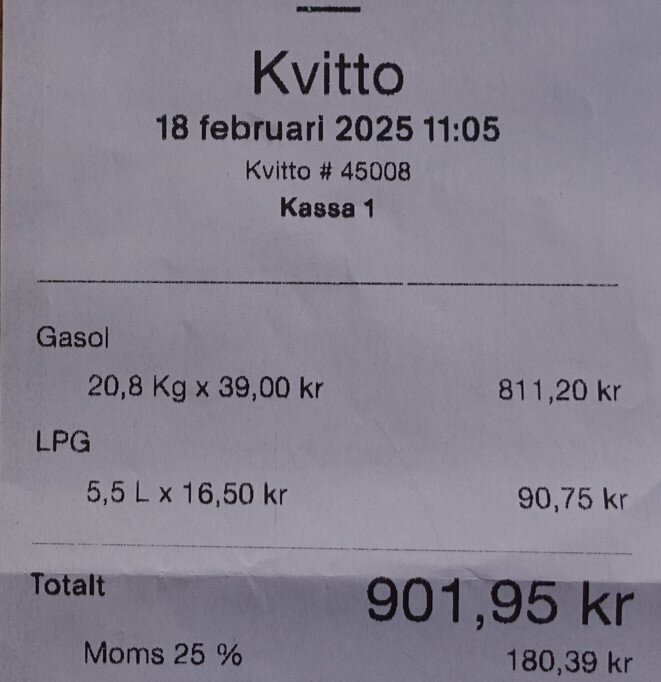 Kvitto
18 februari 2025 11:05
Kvitto # 45008
Kassa 1
Gasol
20,8 Kg x 39,00 kr 811,20 kr
LPG
5,5 L x 16,50 kr 90,75 kr
Totalt 901,95 kr
Moms 25 % 180,39 kr